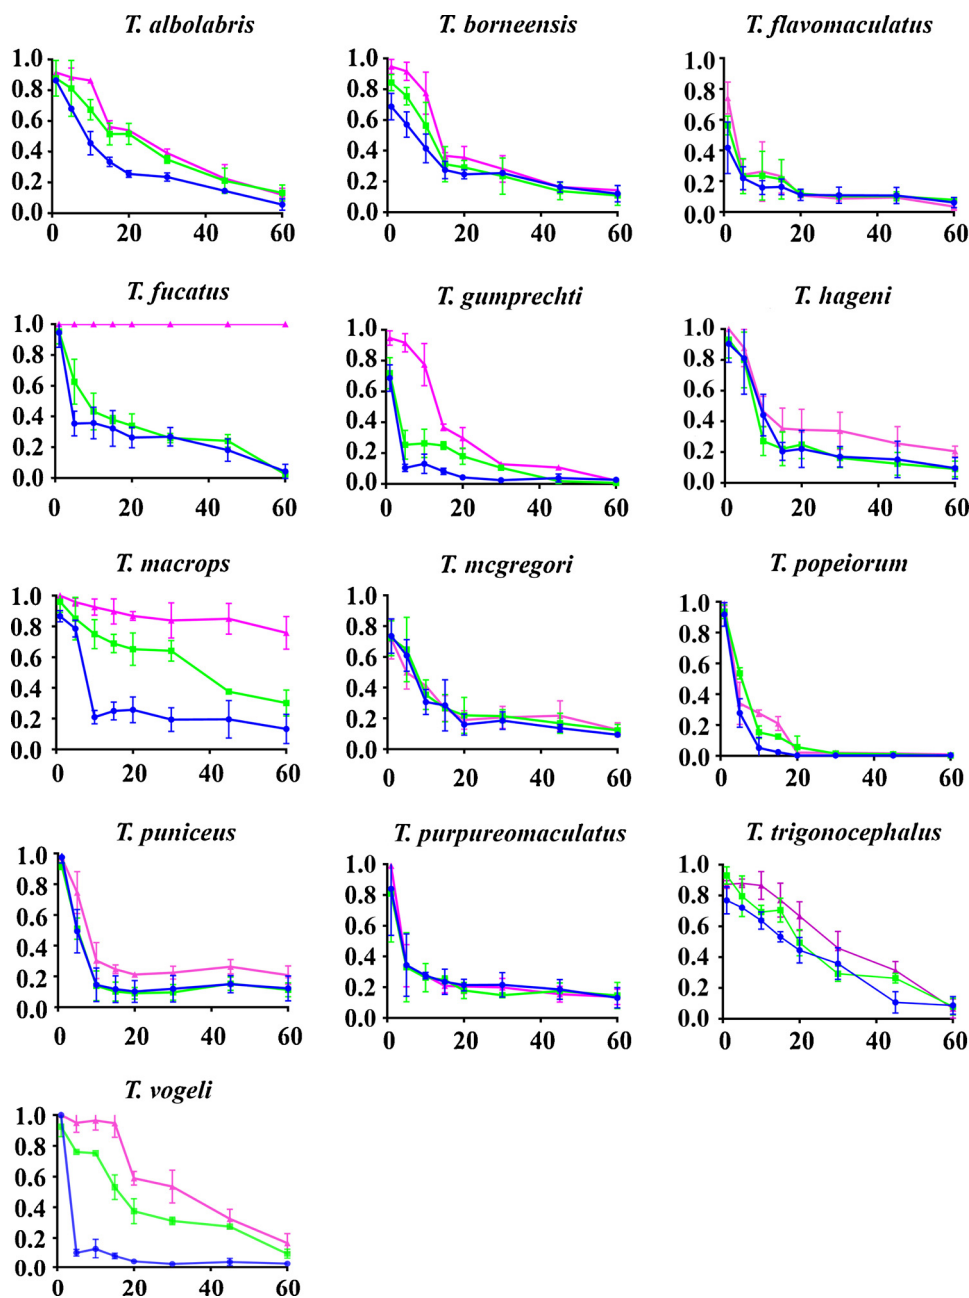 T. albolabris T. borneensis T. flavomaculatus
1.0 1.0 1.0
0.8 0.8 0.8
0.6 0.6 0.6
0.4 0.4 0.4
0.2 0.2 0.2
0.0 0.0 0.0
0 20 40 60 0 20 40 60 0 20 40 60
T. fucatus T. gumprechti T. hageni
1.0 1.0 1.0
0.8 0.8 0.8
0.6 0.6 0.6
0.4 0.4 0.4
0.2 0.2 0.2
0.0 0.0 0.0
0 20 40 60 0 20 40 60 0 20 40 60
T. macrops T. mcgregori T. popeiorum
1.0 1.0 1.0
0.8 0.8 0.8
0.6 0.6 0.6
0.4 0.4 0.4
0.2 0.2 0.2
0.0 0.0 0.0
0 20 40 60 0 20 40 60 0 20 40 60
T. puniceus T. purpureomaculatus T. trigonocephalus
1.0 1.0 1.0
0.8 0.8 0.8
0.6 0.6 0.6
0.4 0.4 0.4
0.2 0.2 0.2
0.0 0.0 0.0
0 20 40 60 0 20 40 60 0 20 40 60
T. vogeli
1.0
0.8
0.6
0.4
0.2
0.0
0 20 40 60